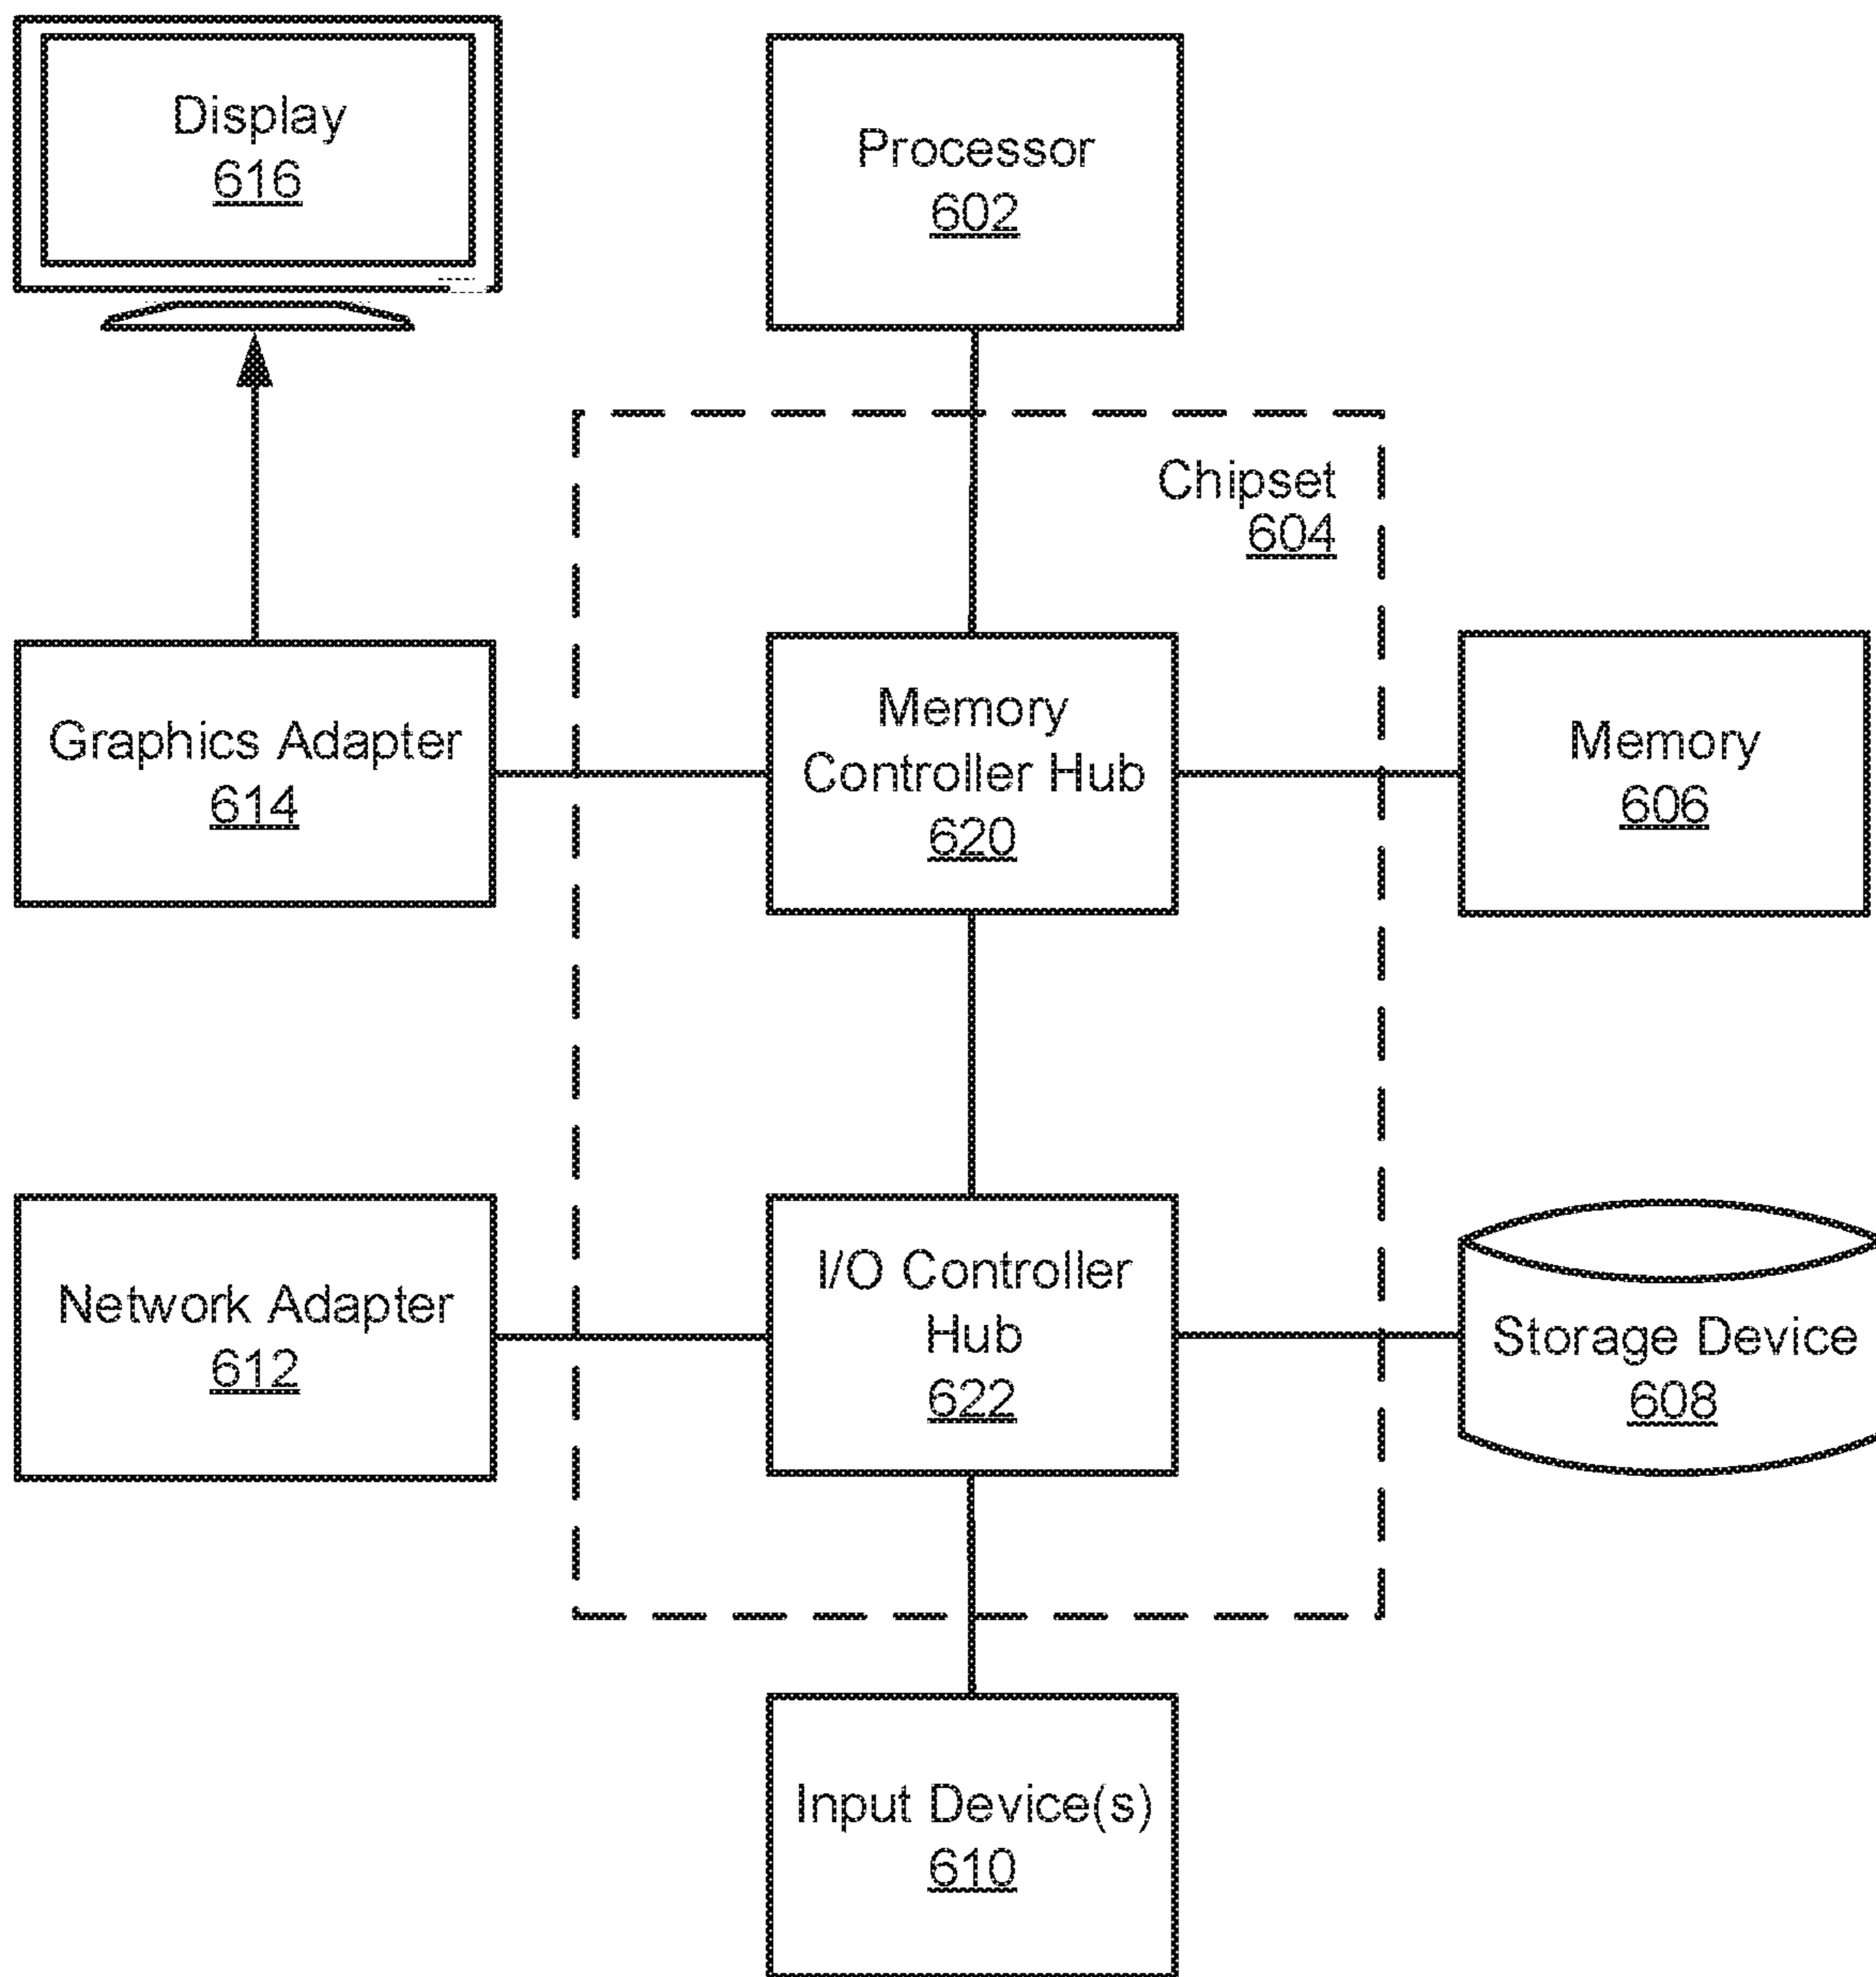 Display
616
Processor
602
Chipset
604
Graphics Adapter
614
Memory
Controller Hub
620
Memory
606
Network Adapter
612
I/O Controller
Hub
622
Storage Device
608
Input Device(s)
610